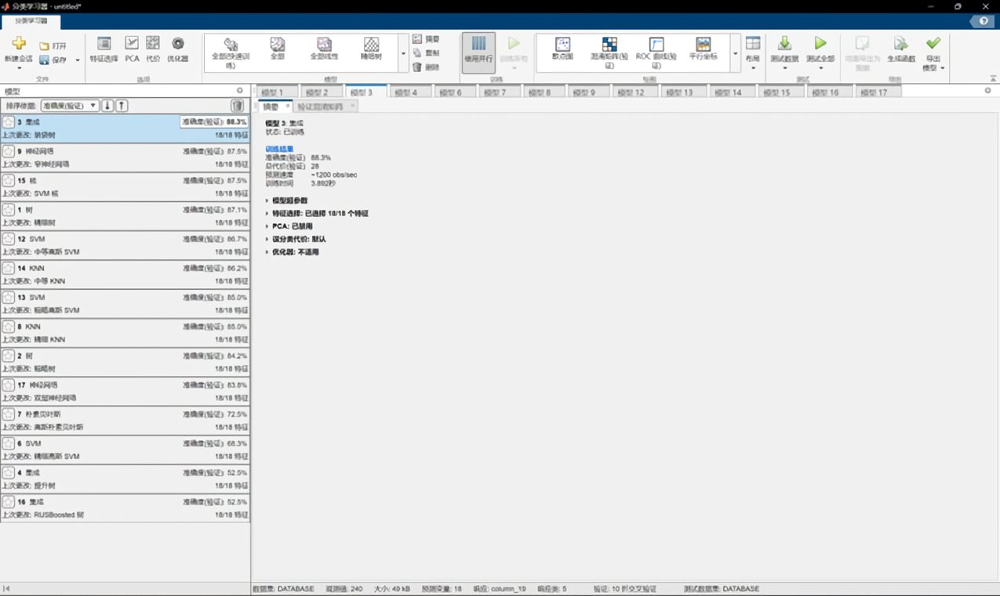 分类学习器 - untitled*
分类学习器
新建会话
打开
保存
文件
特征选择
PCA
代价
优化器
选项
全部改速训练)
全部
全部线性
精细树
摘要
复制
删除
模型
使用并行
训练所有
训练
散点图
混淆矩阵(验证)
ROC 曲线(验证)
平行坐标
绘图
布局
测试数据
测试全部
测试
生成函数
导出模型
导出
模型
排序依据: 准确度(验证)
3 集成 准确度(验证): 88.3%
上次更改: 袋装树 18/18 特征
9 神经网络 准确度(验证): 87.5%
上次更改: 窄神经网络 18/18 特征
15 核 准确度(验证): 87.5%
上次更改: SVM 核 18/18 特征
1 树 准确度(验证): 87.1%
上次更改: 精细树 18/18 特征
12 SVM 准确度(验证): 86.7%
上次更改: 中等高斯 SVM 18/18 特征
14 KNN 准确度(验证): 86.2%
上次更改: 中等 KNN 18/18 特征
13 SVM 准确度(验证): 85.0%
上次更改: 粗略高斯 SVM 18/18 特征
8 KNN 准确度(验证): 85.0%
上次更改: 精细 KNN 18/18 特征
2 树 准确度(验证): 84.2%
上次更改: 粗略树 18/18 特征
17 神经网络 准确度(验证): 83.8%
上次更改: 双层神经网络 18/18 特征
7 朴素贝叶斯 准确度(验证): 72.5%
上次更改: 高斯朴素贝叶斯 18/18 特征
6 SVM 准确度(验证): 68.3%
上次更改: 精细高斯 SVM 18/18 特征
4 集成 准确度(验证): 52.5%
上次更改: 提升树 18/18 特征
16 集成 准确度(验证): 52.5%
上次更改: RUSBoosted 树 18/18 特征
模型 1 模型 2 模型 3 模型 4 模型 6 模型 7 模型 8 模型 9 模型 12 模型 13 模型 14 模型 15 模型 16 模型 17
摘要 验证混淆矩阵
模型 3: 集成
状态: 已训练
训练结果
准确度(验证) 88.3%
总代价(验证) 28
预测速度 ~1200 obs/sec
训练时间 3.892秒
模型超参数
特征选择: 已选择 18/18 个特征
PCA: 已禁用
误分类代价: 默认
优化器: 不适用
数据集: DATABASE 观测值: 240 大小: 49 kB 预测变量: 18 响应: column_19 响应类: 5 验证: 10 折交叉验证 测试数据集: DATABASE